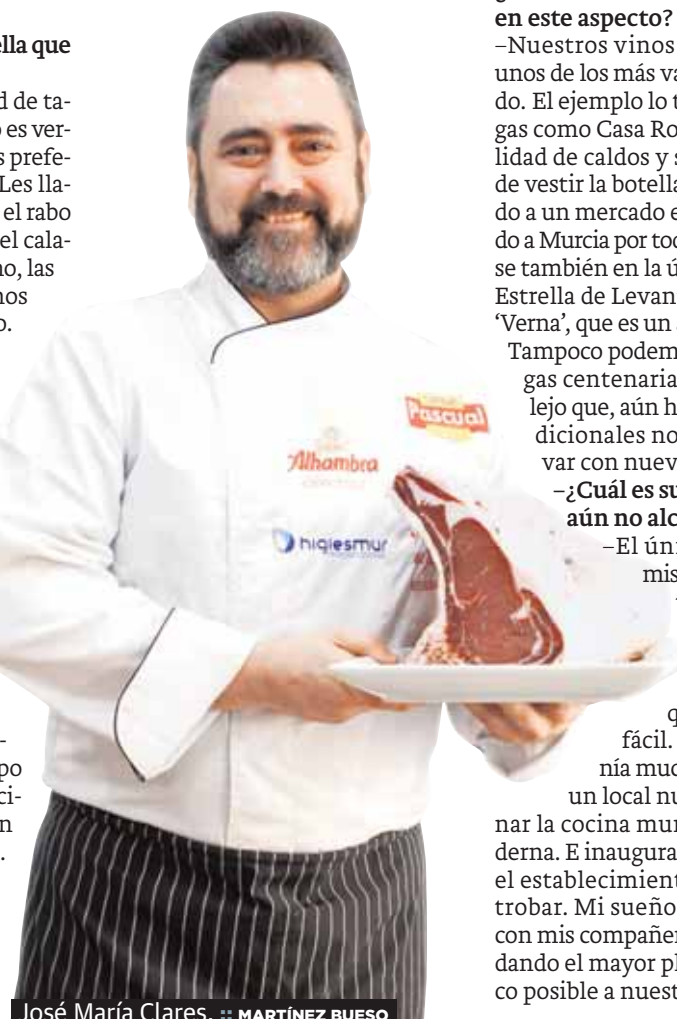 ella que
d de ta-
o es ver-
s prefe-
Les lla-
el rabo
el cala-
no, las
nos
o.
-
po
ci-
n
.
Pascual
Alhambra
higiesmur
José María Clares. :: MARTÍNEZ BUESO
en este aspecto?
–Nuestros vinos
unos de los más va
do. El ejemplo lo t
gas como Casa Ro
lidad de caldos y s
de vestir la botella
do a un mercado e
do a Murcia por tod
se también en la ú
Estrella de Levan
‘Verna’, que es un
Tampoco podem
gas centenaria
lejo que, aún h
dicionales no
var con nuev
–¿Cuál es su
aún no alc
–El úni
mis
q
fácil.
nía muc
un local nu
nar la cocina mur
derna. E inaugura
el establecimient
trobar. Mi sueño
con mis compañer
dando el mayor pl
co posible a nuest